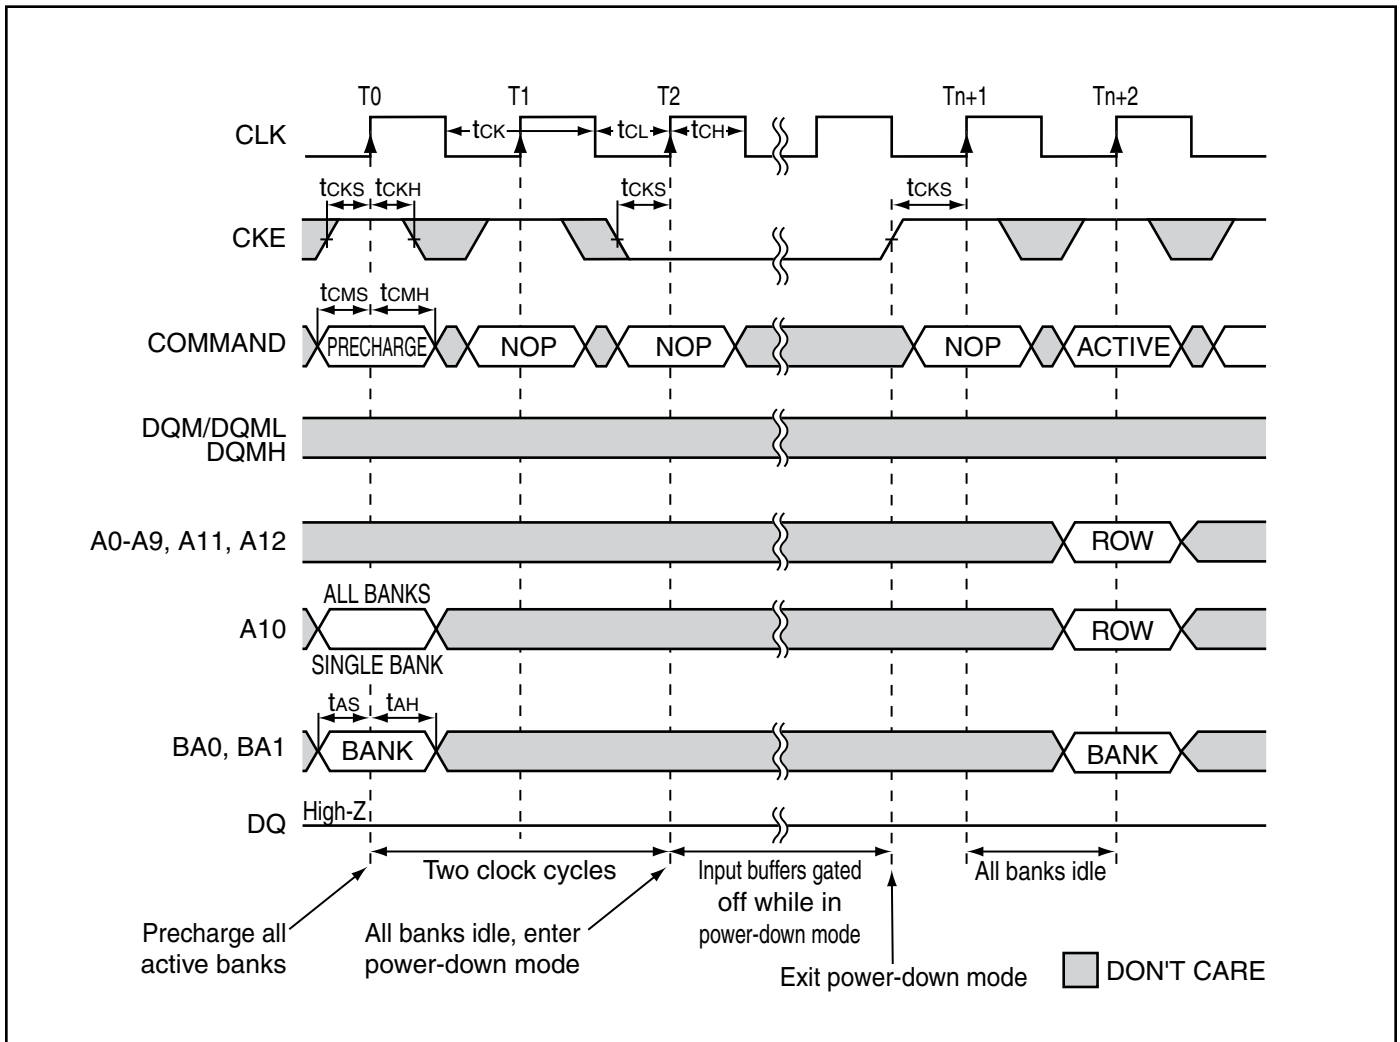 T0 T1 T2 Tn+1 Tn+2
CLK tCK tCL tCH
tCKS tCKH tCKS tCKS
CKE
tCMS tCMH
COMMAND PRECHARGE NOP NOP NOP ACTIVE
DQM/DQML
DQMH
A0-A9, A11, A12 ROW
ALL BANKS
A10 ROW
SINGLE BANK
tAS tAH
BA0, BA1 BANK BANK
DQ High-Z
Two clock cycles
Input buffers gated
off while in
power-down mode
All banks idle
Precharge all
active banks
All banks idle, enter
power-down mode
Exit power-down mode
DON'T CARE